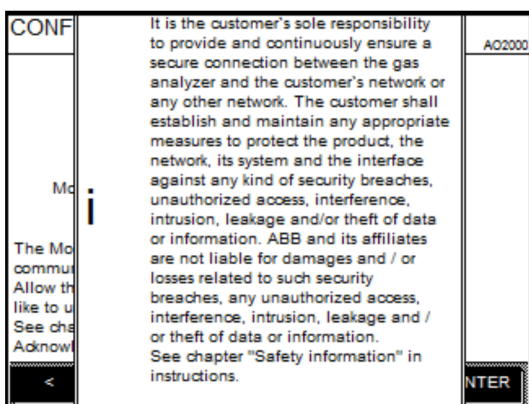 CONF
AO2000
It is the customer's sole responsibility
to provide and continuously ensure a
secure connection between the gas
analyzer and the customer's network or
any other network. The customer shall
establish and maintain any appropriate
measures to protect the product, the
network, its system and the interface
against any kind of security breaches,
unauthorized access, interference,
intrusion, leakage and/or theft of data
or information. ABB and its affiliates
are not liable for damages and / or
losses related to such security
breaches, any unauthorized access,
interference, intrusion, leakage and /
or theft of data or information.
See chapter "Safety information" in
instructions.
i
Mo
The Mo
commu
Allow th
like to u
See cha
Acknowl
<
NTER